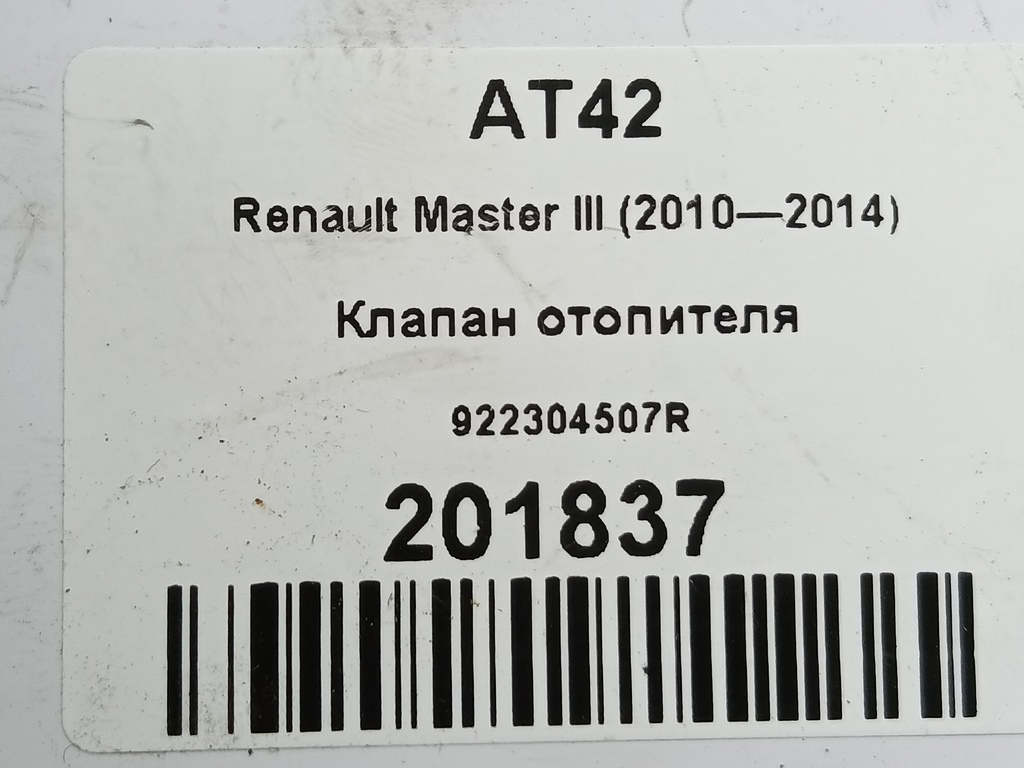 AT42
Renault Master III (2010—2014)
Клапан отопителя
922304507R
201837